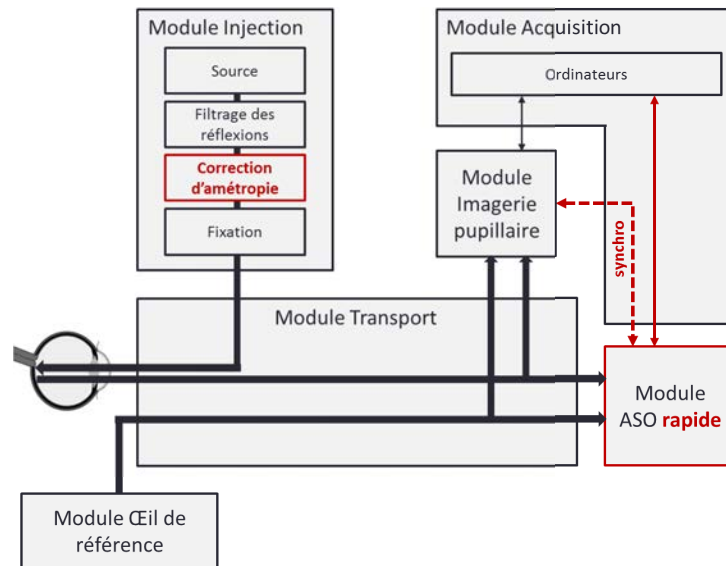 Module Injection
Source
Filtrage des
réflexions
Correction
d'amétropie
Fixation
Module Acquisition
Ordinateurs
Module
Imagerie
pupillaire
synchro
Module Transport
Module
ASO rapide
Module Œil de
référence